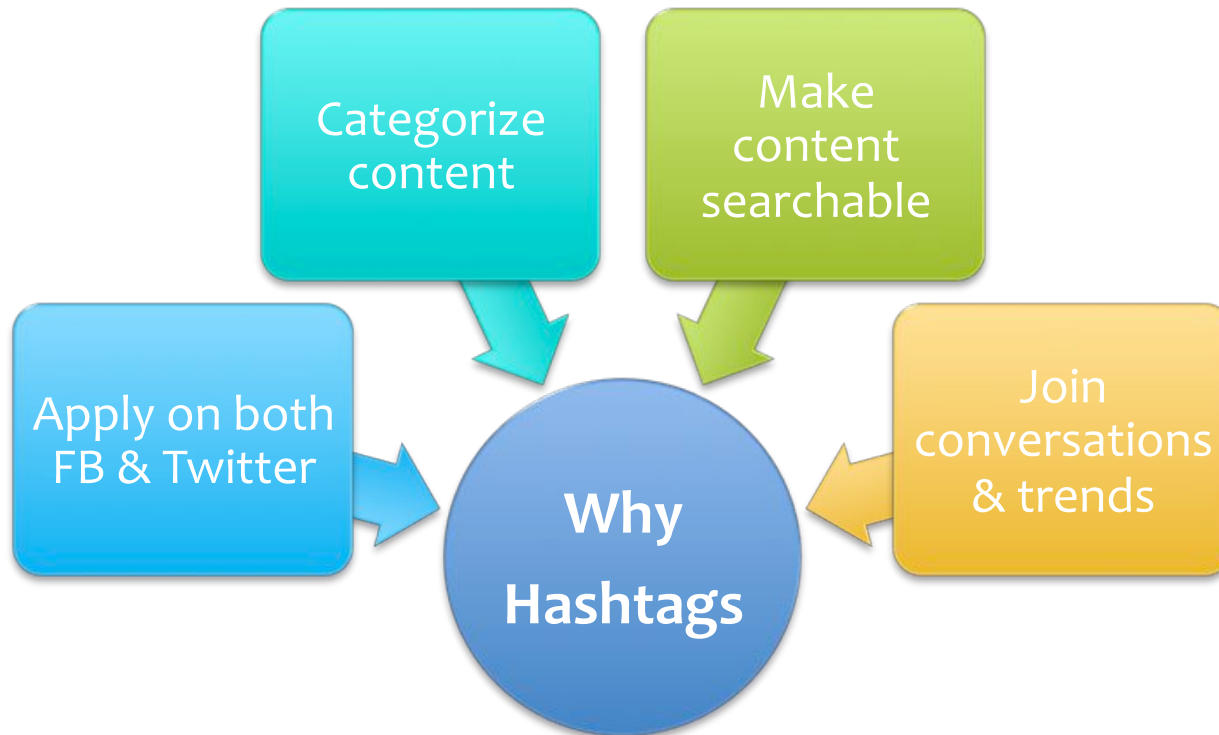 Categorize
content
Make
content
searchable
Apply on both
FB & Twitter
Join
conversations
& trends
Why
Hashtags